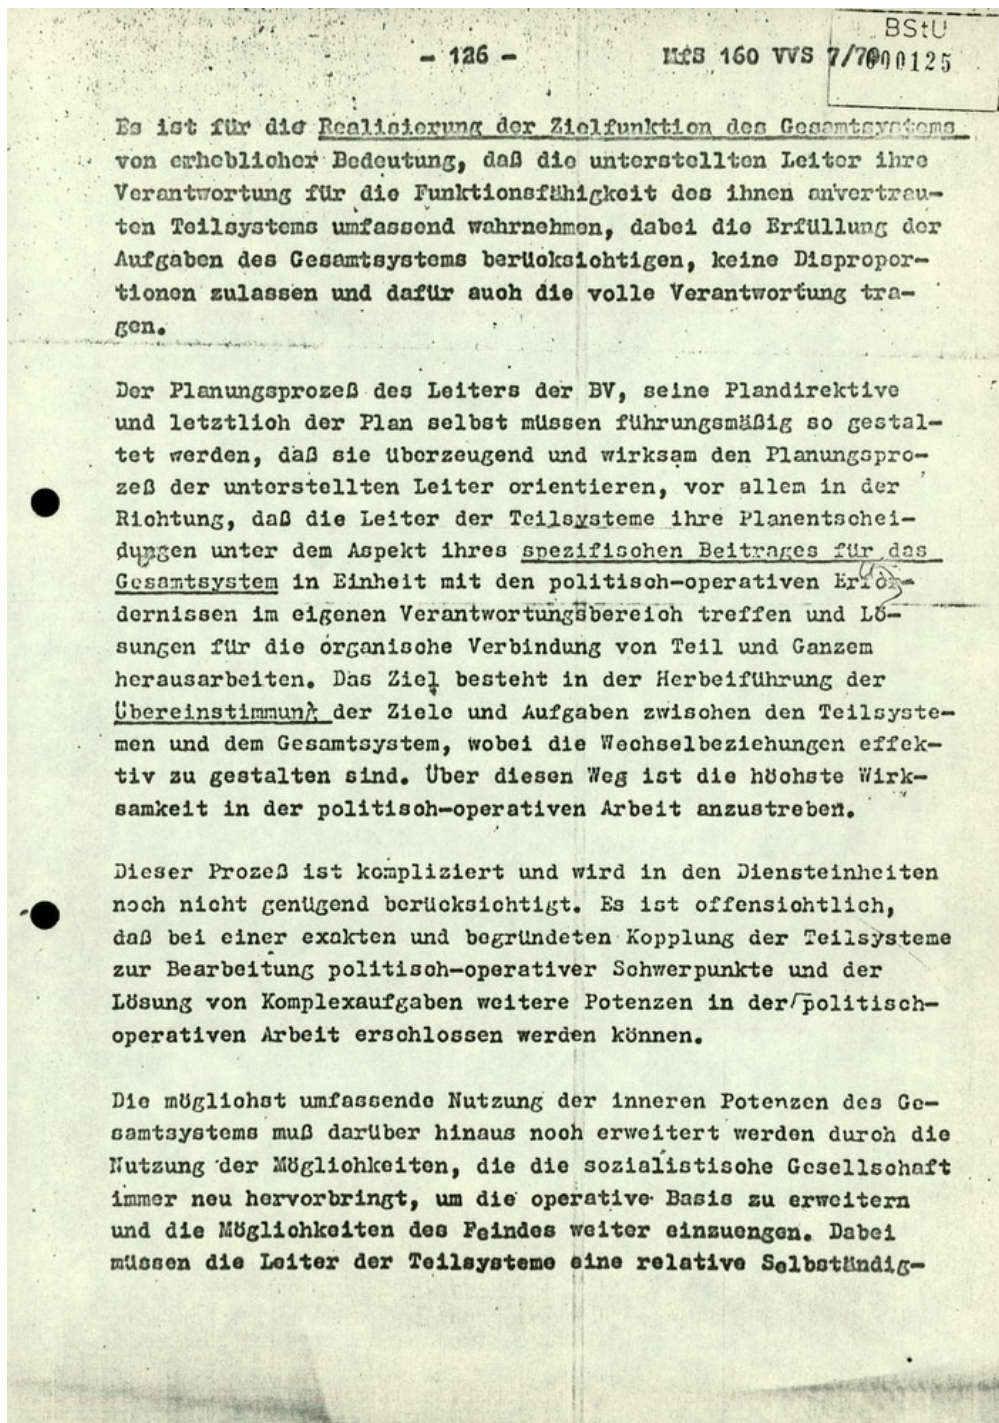 BStU
- 126 -
MfS 160 VVS 7/7
000125
Es ist für die Realisierung der Zielfunktion des Gesamtsystems
von erheblicher Bedeutung, daß die unterstellten Leiter ihre
Verantwortung für die Funktionsfähigkeit des ihnen anvertrau-
ten Teilsystems umfassend wahrnehmen, dabei die Erfüllung der
Aufgaben des Gesamtsystems berücksichtigen, keine Dispropor-
tionen zulassen und dafür auch die volle Verantwortung tra-
gen.
Der Planungsprozeß des Leiters der BV, seine Plandirektive
und letztlich der Plan selbst müssen führungsmäßig so gestal-
tet werden, daß sie überzeugend und wirksam den Planungspro-
zeß der unterstellten Leiter orientieren, vor allem in der
Richtung, daß die Leiter der Teilsysteme ihre Planentschei-
dungen unter dem Aspekt ihres spezifischen Beitrages für das
Gesamtsystem in Einheit mit den politisch-operativen Erfor-
dernissen im eigenen Verantwortungsbereich treffen und Lö-
sungen für die organische Verbindung von Teil und Ganzem
herausarbeiten. Das Ziel besteht in der Herbeiführung der
Übereinstimmung der Ziele und Aufgaben zwischen den Teilsyste-
men und dem Gesamtsystem, wobei die Wechselbeziehungen effek-
tiv zu gestalten sind. Über diesen Weg ist die höchste Wirk-
samkeit in der politisch-operativen Arbeit anzustreben.
Dieser Prozeß ist kompliziert und wird in den Diensteinheiten
noch nicht genügend berücksichtigt. Es ist offensichtlich,
daß bei einer exakten und begründeten Kopplung der Teilsysteme
zur Bearbeitung politisch-operativer Schwerpunkte und der
Lösung von Komplexaufgaben weitere Potenzen in der politisch-
operativen Arbeit erschlossen werden können.
Die möglichst umfassende Nutzung der inneren Potenzen des Ge-
samtsystems muß darüber hinaus noch erweitert werden durch die
Nutzung der Möglichkeiten, die die sozialistische Gesellschaft
immer neu hervorbringt, um die operative Basis zu erweitern
und die Möglichkeiten des Feindes weiter einzuengen. Dabei
müssen die Leiter der Teilsysteme eine relative Selbständig-